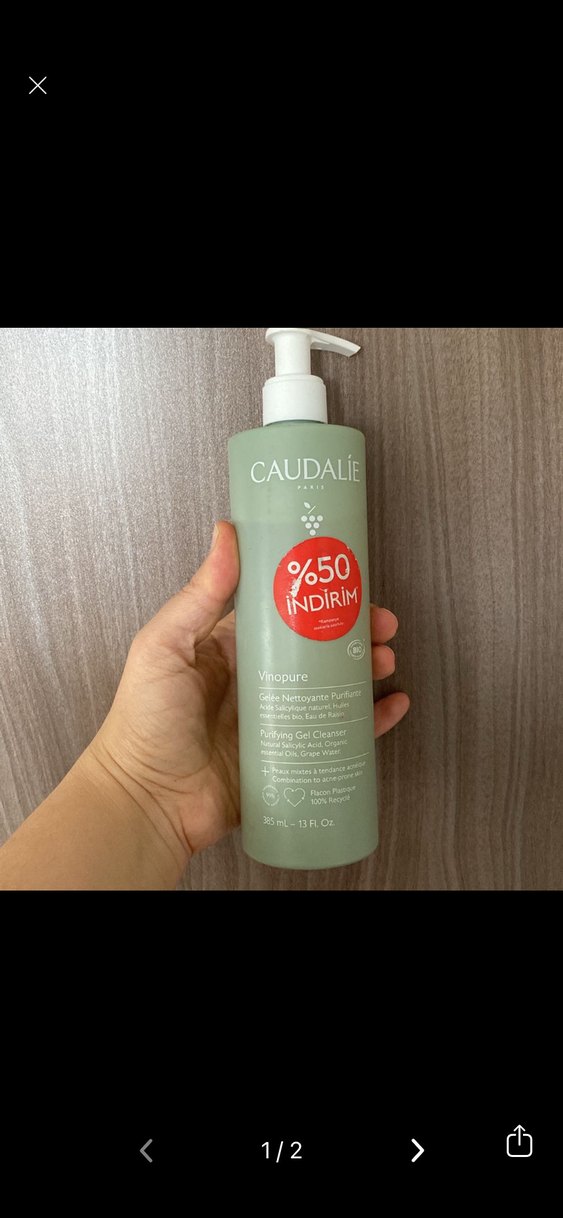 CAUDALÍE
PARIS
%50
İNDİRİM
BIO
Vinopure
Gelée Nettoyante Purifiante
Acide Salicylique naturel, Huiles
essentielles bio, Eau de Raisin
Purifying Gel Cleanser
Natural Salicylic Acid, Organic
essential Oils, Grape Water
+ Peaux mixtes à tendance acnéique
Combination to acne-prone skin
Flacon Plastique
100% Recyclé
385 mL – 13 Fl. Oz.
1 / 2